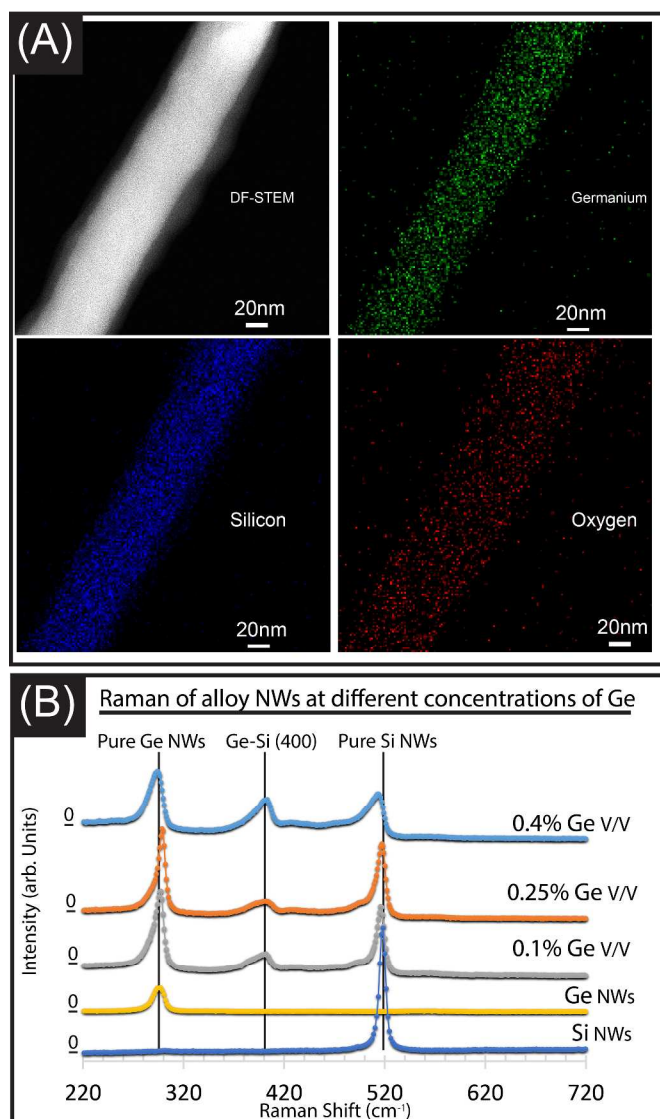 (A)
DF-STEM
20nm
Germanium
20nm
Silicon
20nm
Oxygen
20nm
(B)
Raman of alloy NWs at different concentrations of Ge
Pure Ge NWs Ge-Si (400) Pure Si NWs
0
0.4% Ge V/V
0
0.25% Ge V/V
0
0.1% Ge V/V
0
Ge NWs
0
Si NWs
Intensity (arb. Units)
220 320 420 520 620 720
Raman Shift (cm⁻¹)